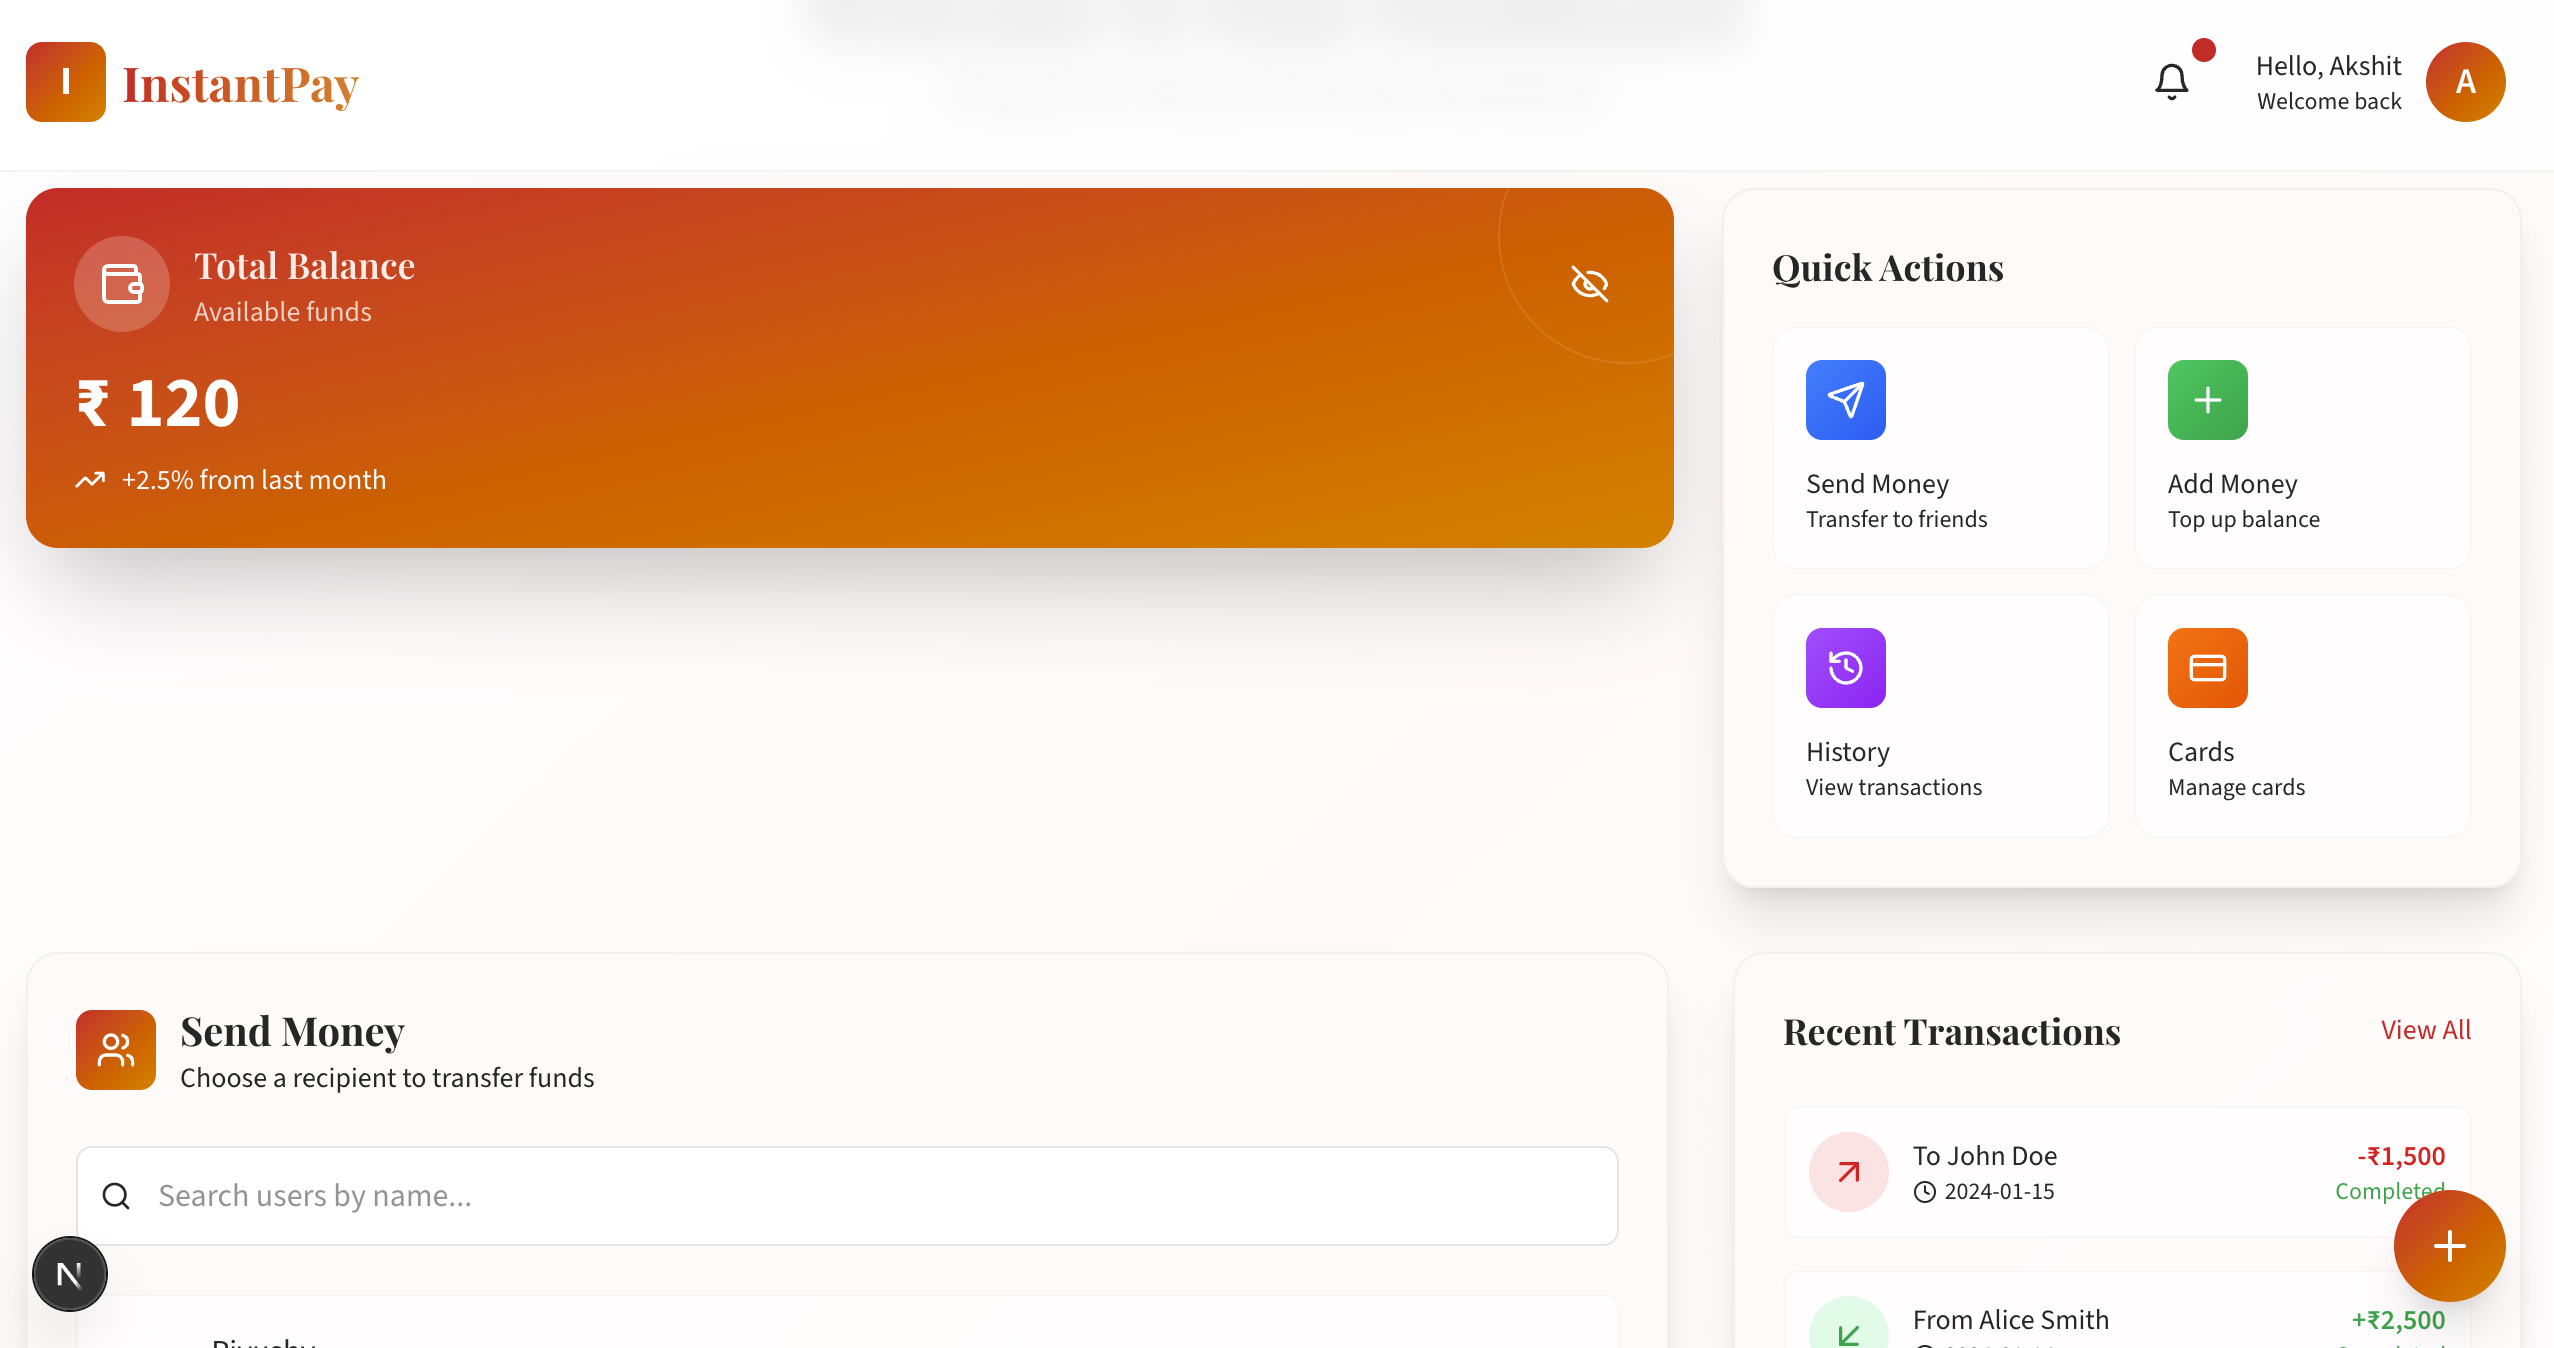 I
InstantPay
Hello, Akshit
Welcome back
A
Total Balance
Available funds
₹ 120
+2.5% from last month
Quick Actions
Send Money
Transfer to friends
Add Money
Top up balance
History
View transactions
Cards
Manage cards
Send Money
Choose a recipient to transfer funds
Search users by name...
N
Recent Transactions
View All
To John Doe
-₹1,500
2024-01-15
Completed
From Alice Smith
+₹2,500